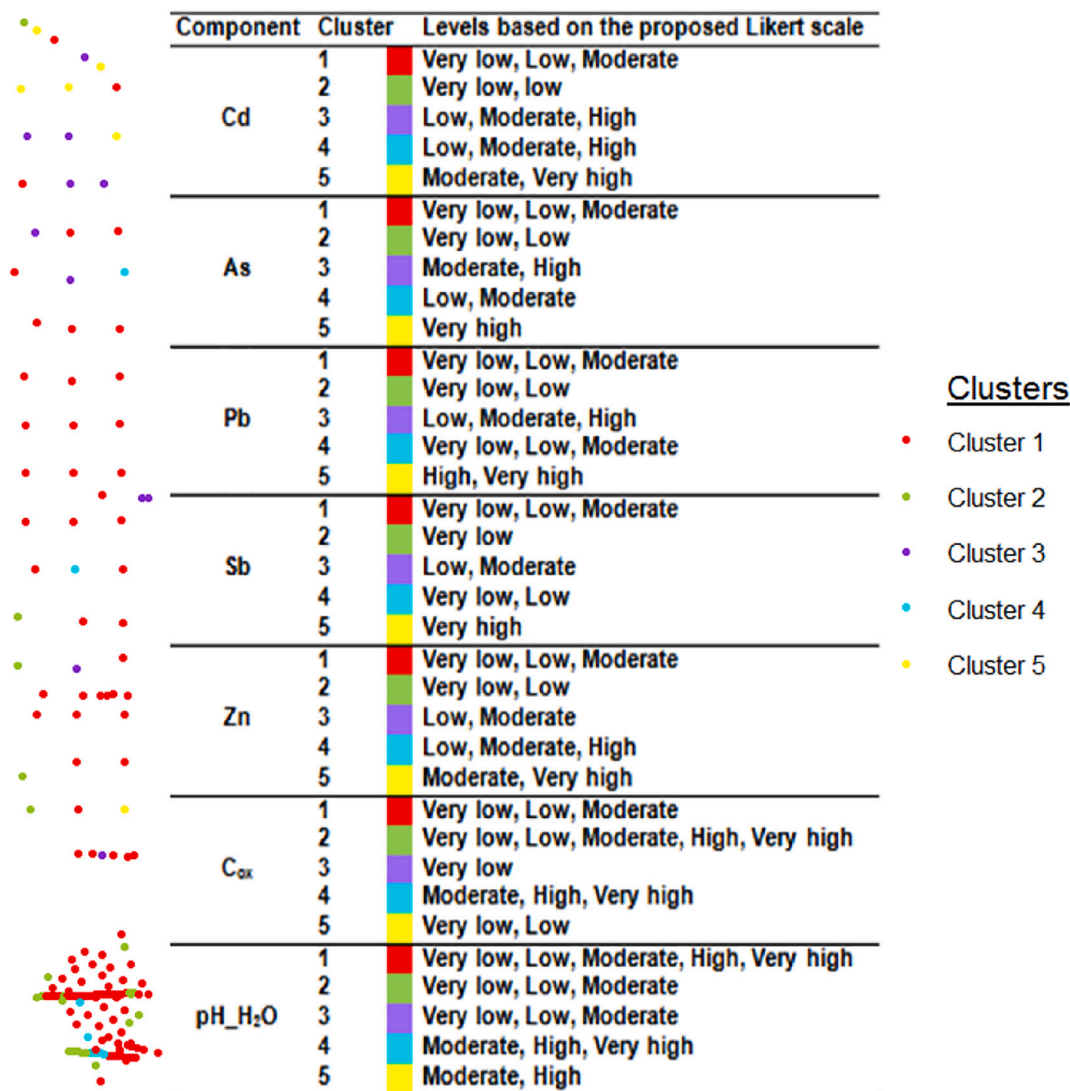 Component Cluster Levels based on the proposed Likert scale
Cd
1 Very low, Low, Moderate
2 Very low, low
3 Low, Moderate, High
4 Low, Moderate, High
5 Moderate, Very high
As
1 Very low, Low, Moderate
2 Very low, Low
3 Moderate, High
4 Low, Moderate
5 Very high
Pb
1 Very low, Low, Moderate
2 Very low, Low
3 Low, Moderate, High
4 Very low, Low, Moderate
5 High, Very high
Sb
1 Very low, Low, Moderate
2 Very low
3 Low, Moderate
4 Very low, Low
5 Very high
Zn
1 Very low, Low, Moderate
2 Very low, Low
3 Low, Moderate
4 Low, Moderate, High
5 Moderate, Very high
Cₒₓ
1 Very low, Low, Moderate
2 Very low, Low, Moderate, High, Very high
3 Very low
4 Moderate, High, Very high
5 Very low, Low
pH_H₂O
1 Very low, Low, Moderate, High, Very high
2 Very low, Low, Moderate
3 Very low, Low, Moderate
4 Moderate, High, Very high
5 Moderate, High
Clusters
Cluster 1
Cluster 2
Cluster 3
Cluster 4
Cluster 5